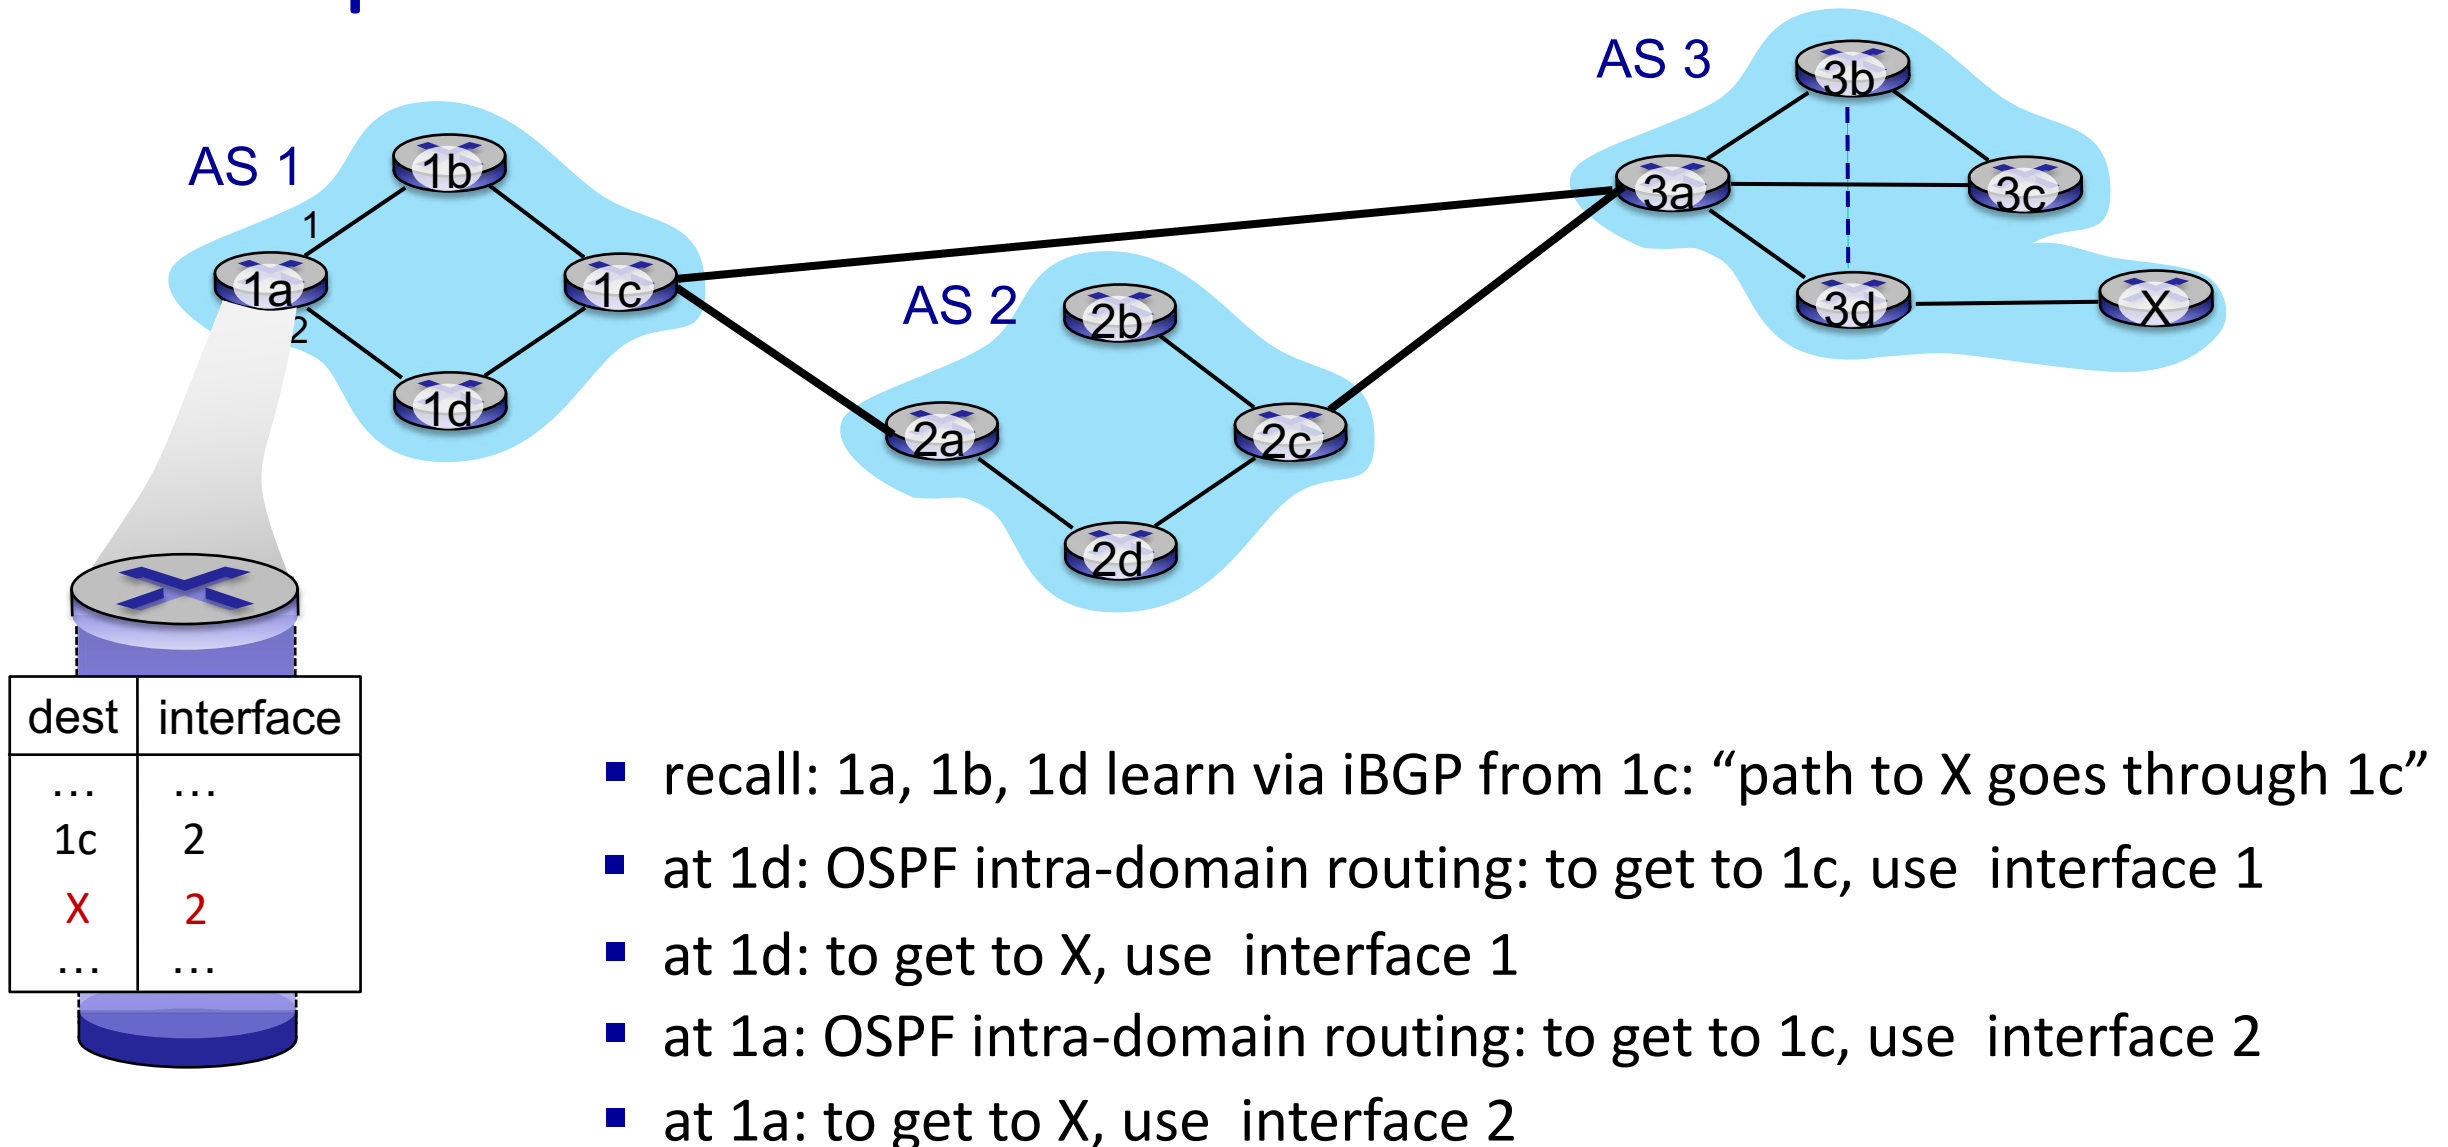 AS 3
3b
AS 1
1b
3a
3c
1
1a
1c
AS 2
2b
3d
X
2
1d
2a
2c
2d
dest interface
... ...
1c 2
X 2
... ...
▪ recall: 1a, 1b, 1d learn via iBGP from 1c: “path to X goes through 1c”
▪ at 1d: OSPF intra-domain routing: to get to 1c, use interface 1
▪ at 1d: to get to X, use interface 1
▪ at 1a: OSPF intra-domain routing: to get to 1c, use interface 2
▪ at 1a: to get to X, use interface 2